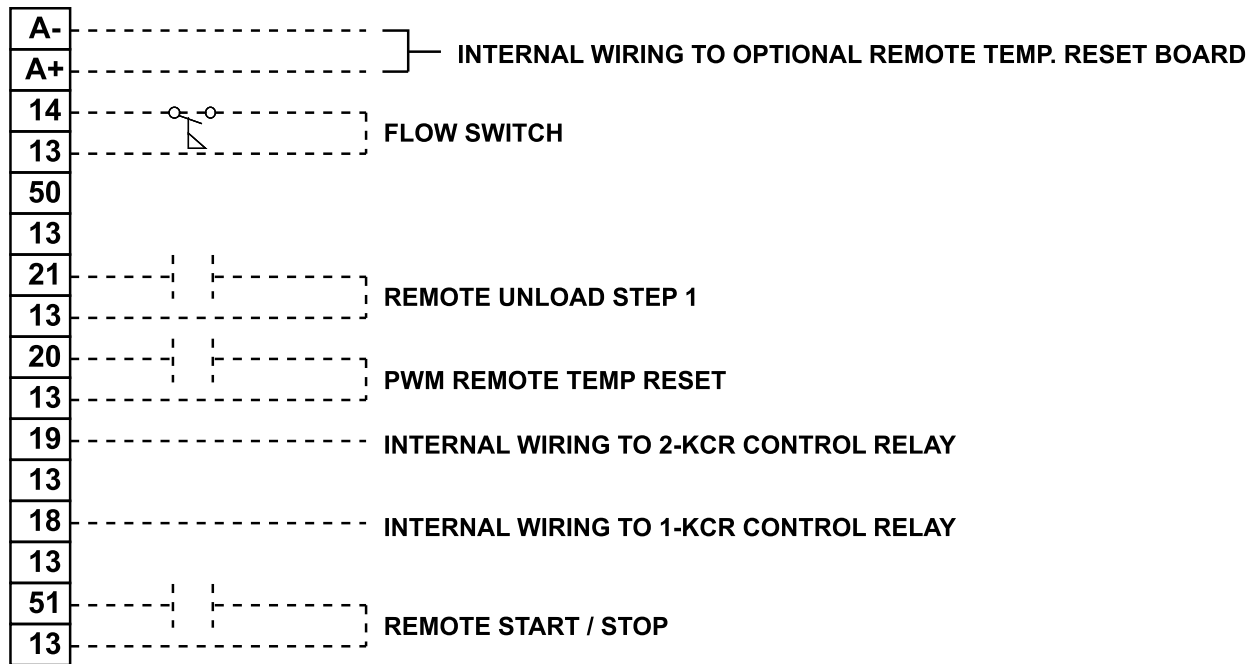 A-
A+
INTERNAL WIRING TO OPTIONAL REMOTE TEMP. RESET BOARD
14
13
FLOW SWITCH
50
13
21
13
REMOTE UNLOAD STEP 1
20
13
PWM REMOTE TEMP RESET
19
INTERNAL WIRING TO 2-KCR CONTROL RELAY
13
18
INTERNAL WIRING TO 1-KCR CONTROL RELAY
13
51
13
REMOTE START / STOP